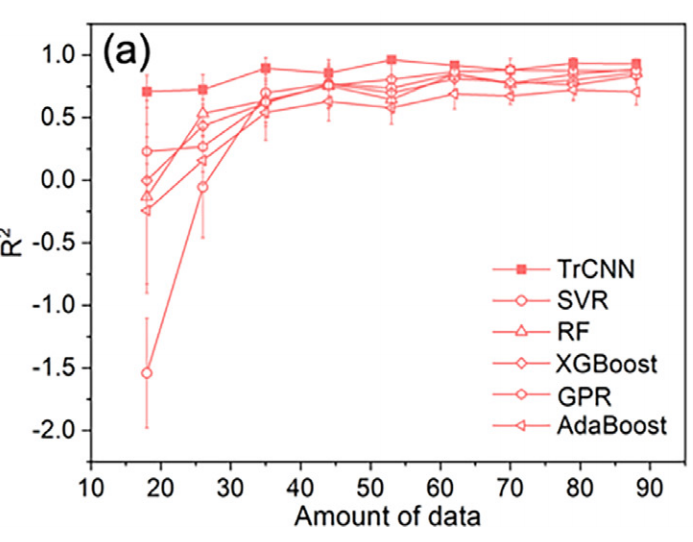 (a)
1.0
0.5
0.0
-0.5
-1.0
-1.5
-2.0
R²
TrCNN
SVR
RF
XGBoost
GPR
AdaBoost
10 20 30 40 50 60 70 80 90
Amount of data